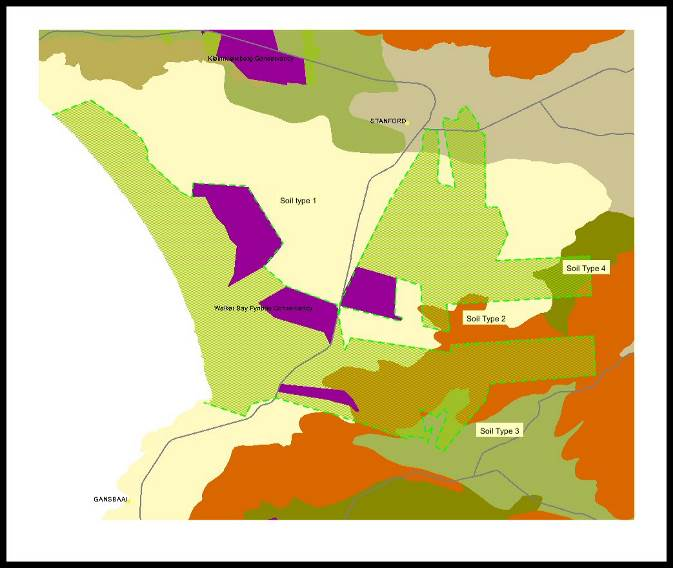 Kleinrivierberg Conservancy
STANFORD
Soil type 1
Soil Type 4
Walker Bay Fynbos Conservancy
Soil Type 2
Soil Type 3
GANSBAAI